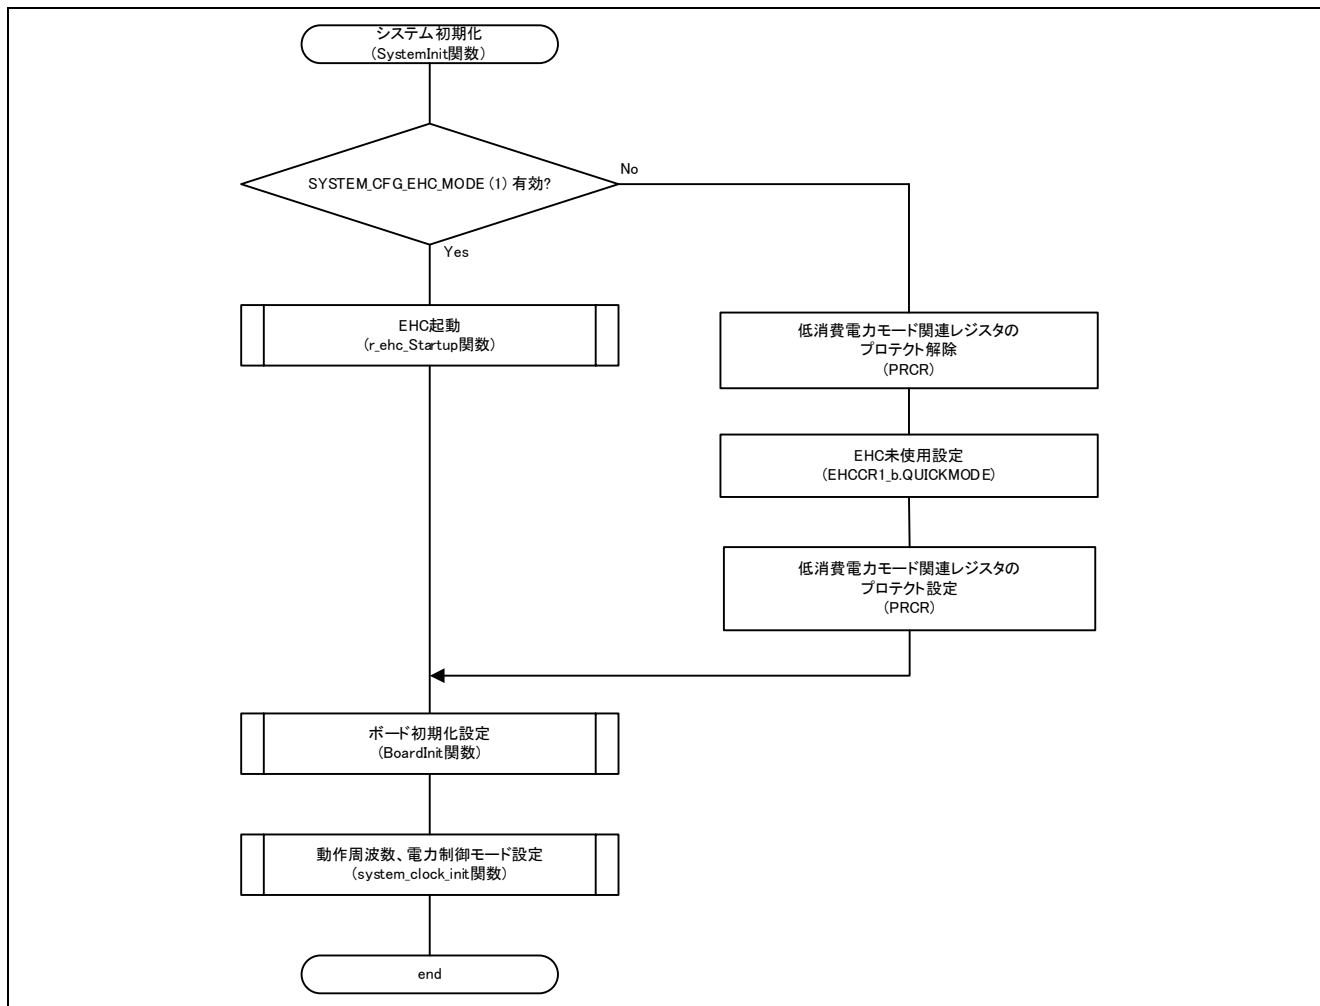 システム初期化
(SystemInit関数)
SYSTEM_CFG_EHC_MODE (1) 有効?
No
Yes
EHC起動
(r_ehc_Startup関数)
低消費電力モード関連レジスタの
プロテクト解除
(PRCR)
EHC未使用設定
(EHCCR1_b.QUICKMODE)
低消費電力モード関連レジスタの
プロテクト設定
(PRCR)
ボード初期化設定
(BoardInit関数)
動作周波数、電力制御モード設定
(system_clock_init関数)
end